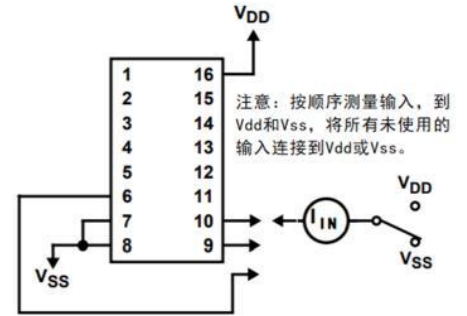 VDD
1 16
2 15
3 14
4 13
5 12
6 11
7 10
8 9
注意：按顺序测量输入，到
Vdd和Vss，将所有未使用的
输入连接到Vdd或Vss。
VDD
IIN
VSS
VSS